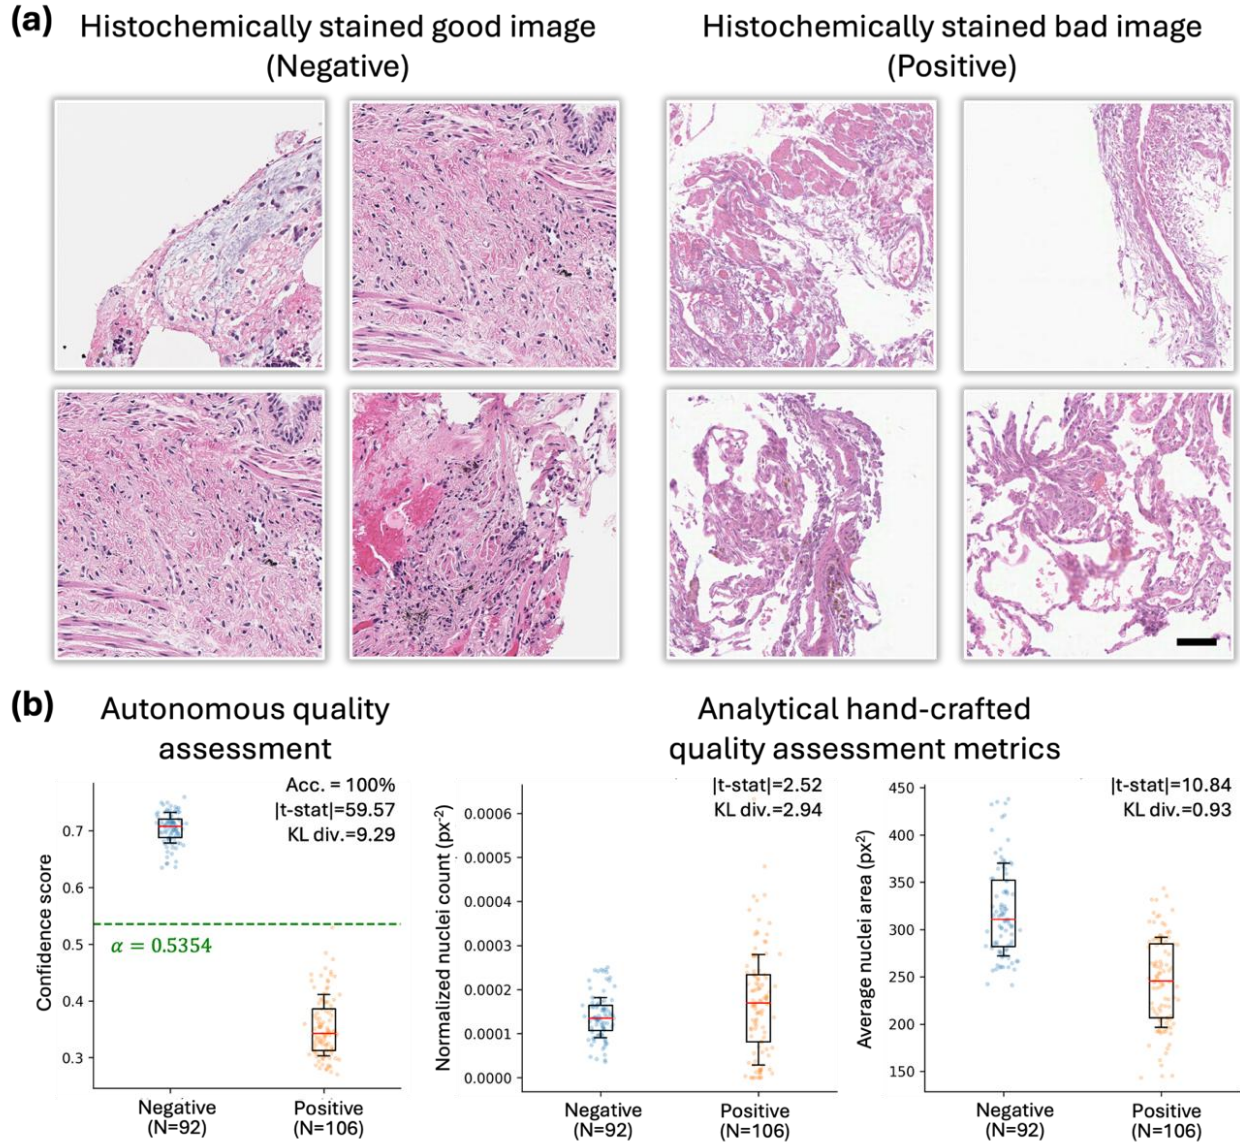 (a)
Histochemically stained good image
(Negative)
Histochemically stained bad image
(Positive)
(b)
Autonomous quality
assessment
Analytical hand-crafted
quality assessment metrics
Acc. = 100%
|t-stat|=59.57
KL div.=9.29
Confidence score
0.7
0.6
0.5
0.4
0.3
α = 0.5354
Negative
(N=92)
Positive
(N=106)
|t-stat|=2.52
KL div.=2.94
Normalized nuclei count (px⁻²)
0.0006
0.0005
0.0004
0.0003
0.0002
0.0001
0.0000
Negative
(N=92)
Positive
(N=106)
|t-stat|=10.84
KL div.=0.93
Average nuclei area (px²)
450
400
350
300
250
200
150
Negative
(N=92)
Positive
(N=106)